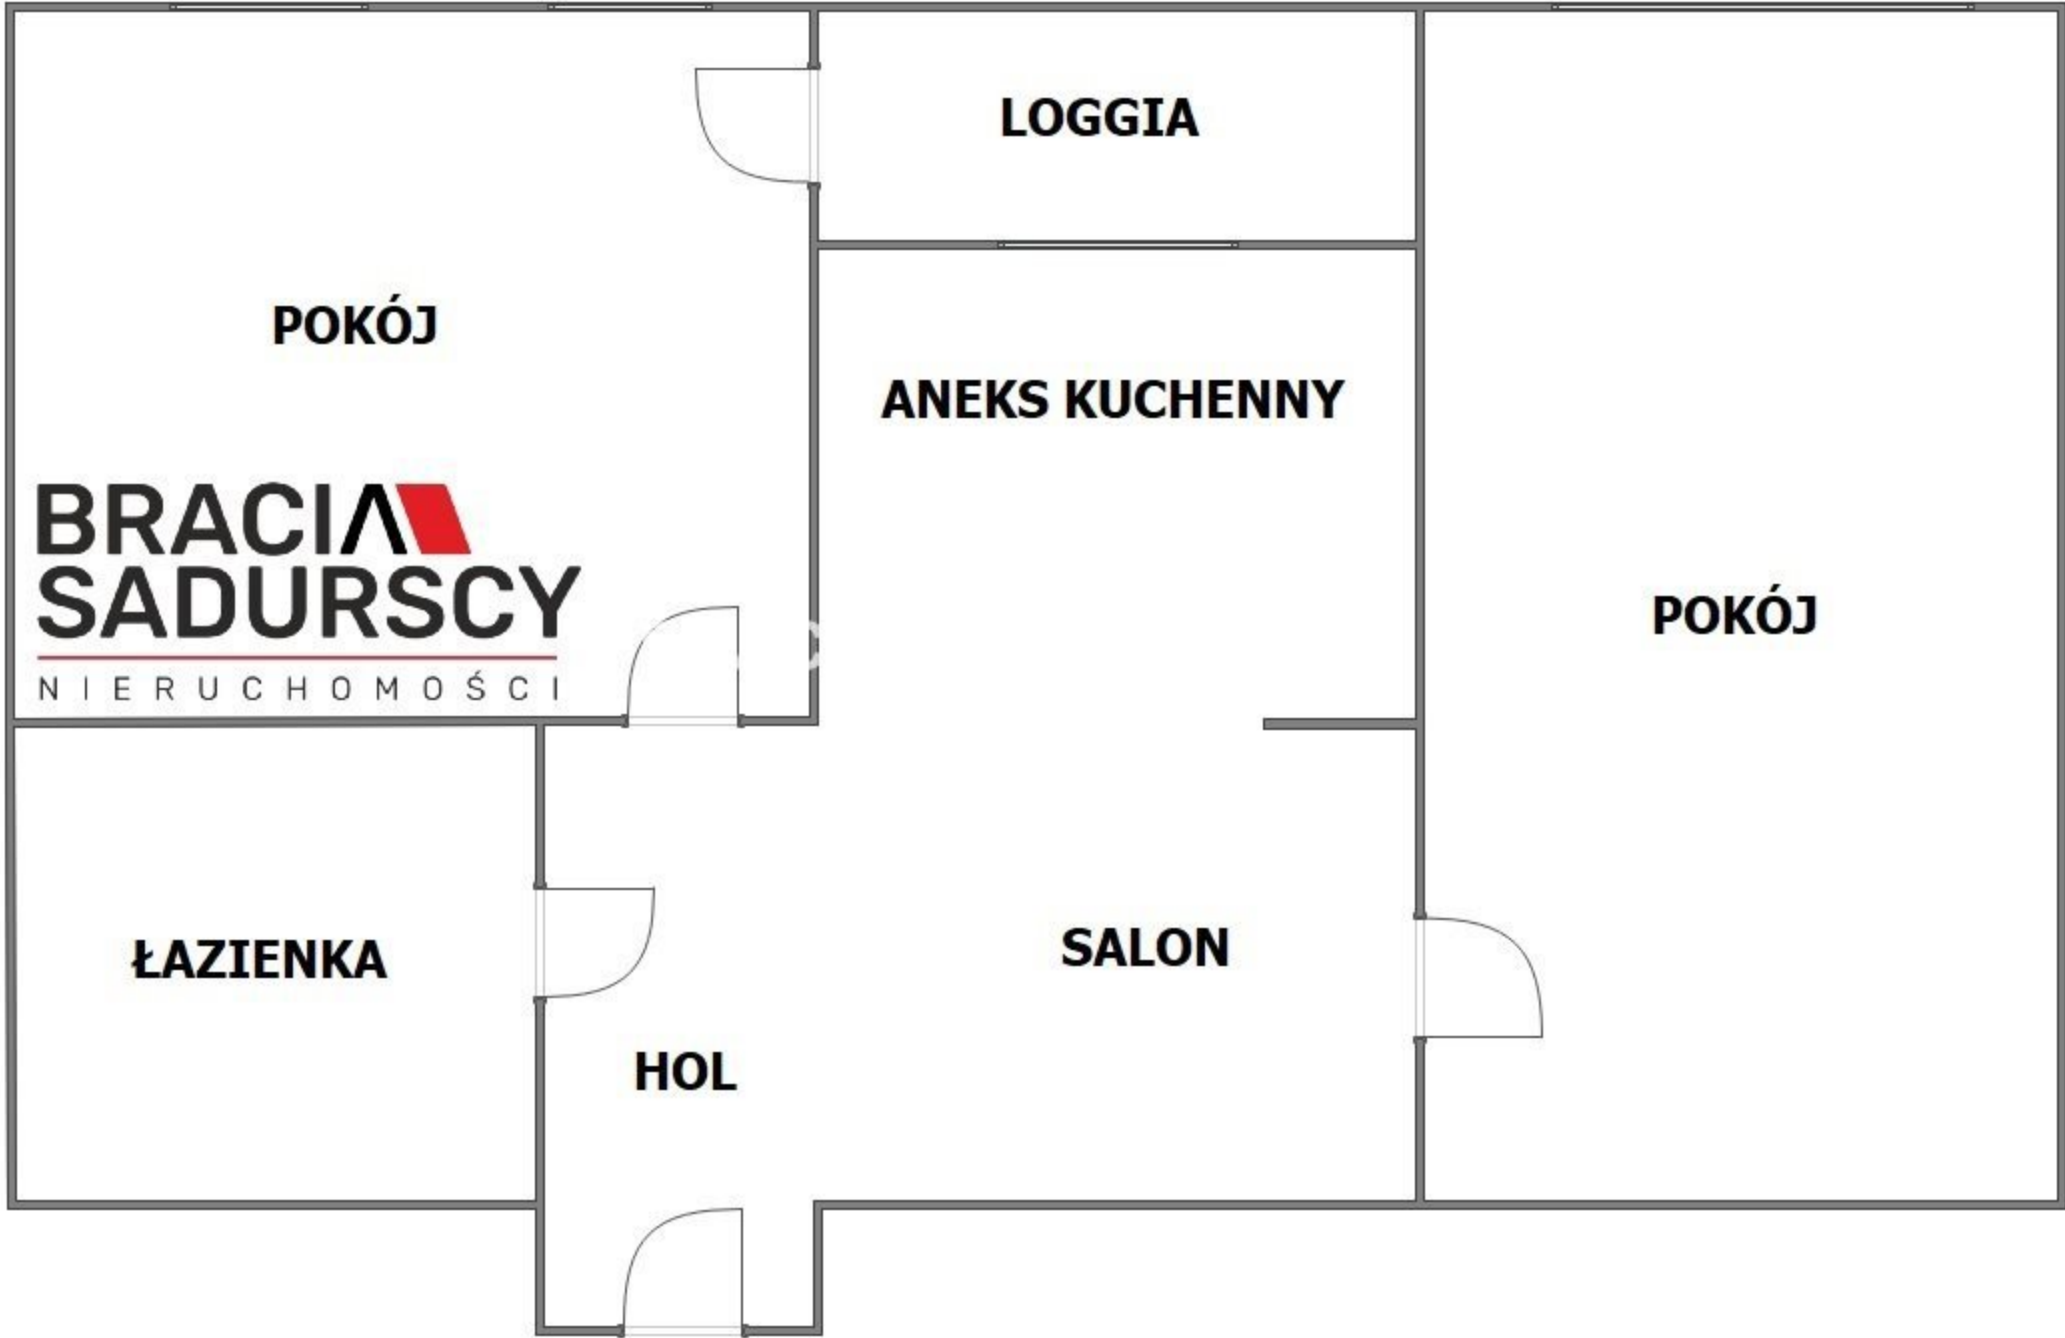 LOGGIA
POKÓJ
ANEKS KUCHENNY
BRACIA
SADURSCY
NIERUCHOMOŚCI
POKÓJ
ŁAZIENKA
SALON
HOL